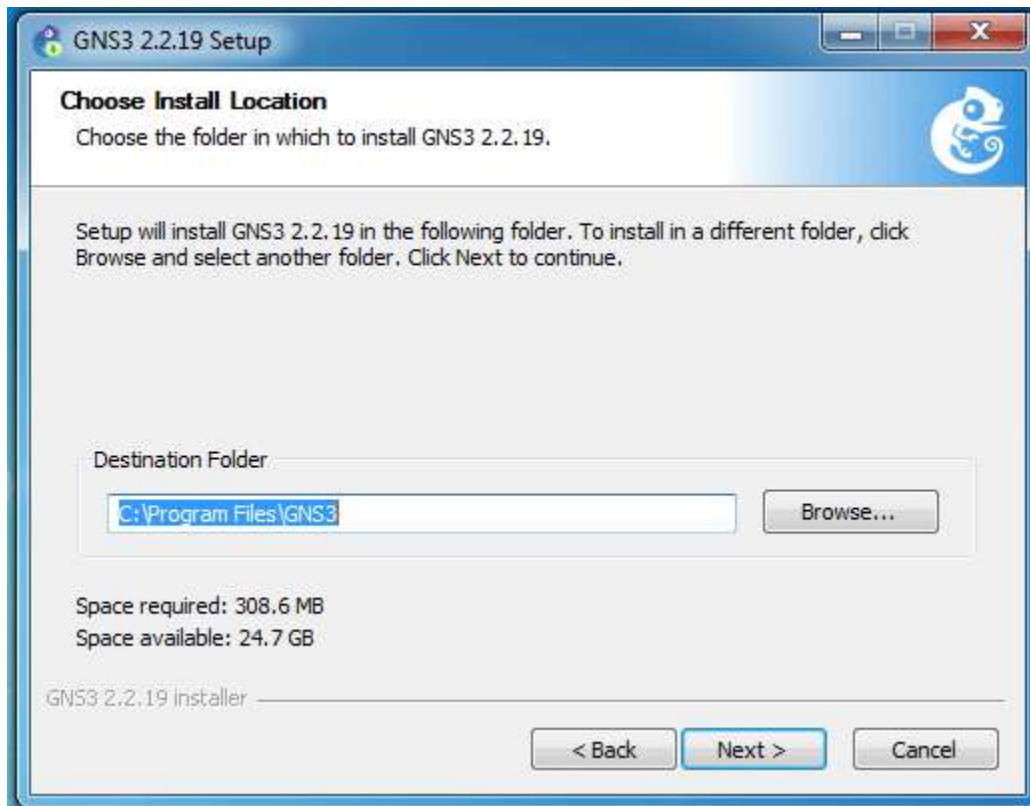 GNS3 2.2.19 Setup
Choose Install Location
Choose the folder in which to install GNS3 2.2.19.
Setup will install GNS3 2.2.19 in the following folder. To install in a different folder, click
Browse and select another folder. Click Next to continue.
Destination Folder
C:\Program Files\GNS3
Browse...
Space required: 308.6 MB
Space available: 24.7 GB
GNS3 2.2.19 installer
< Back
Next >
Cancel